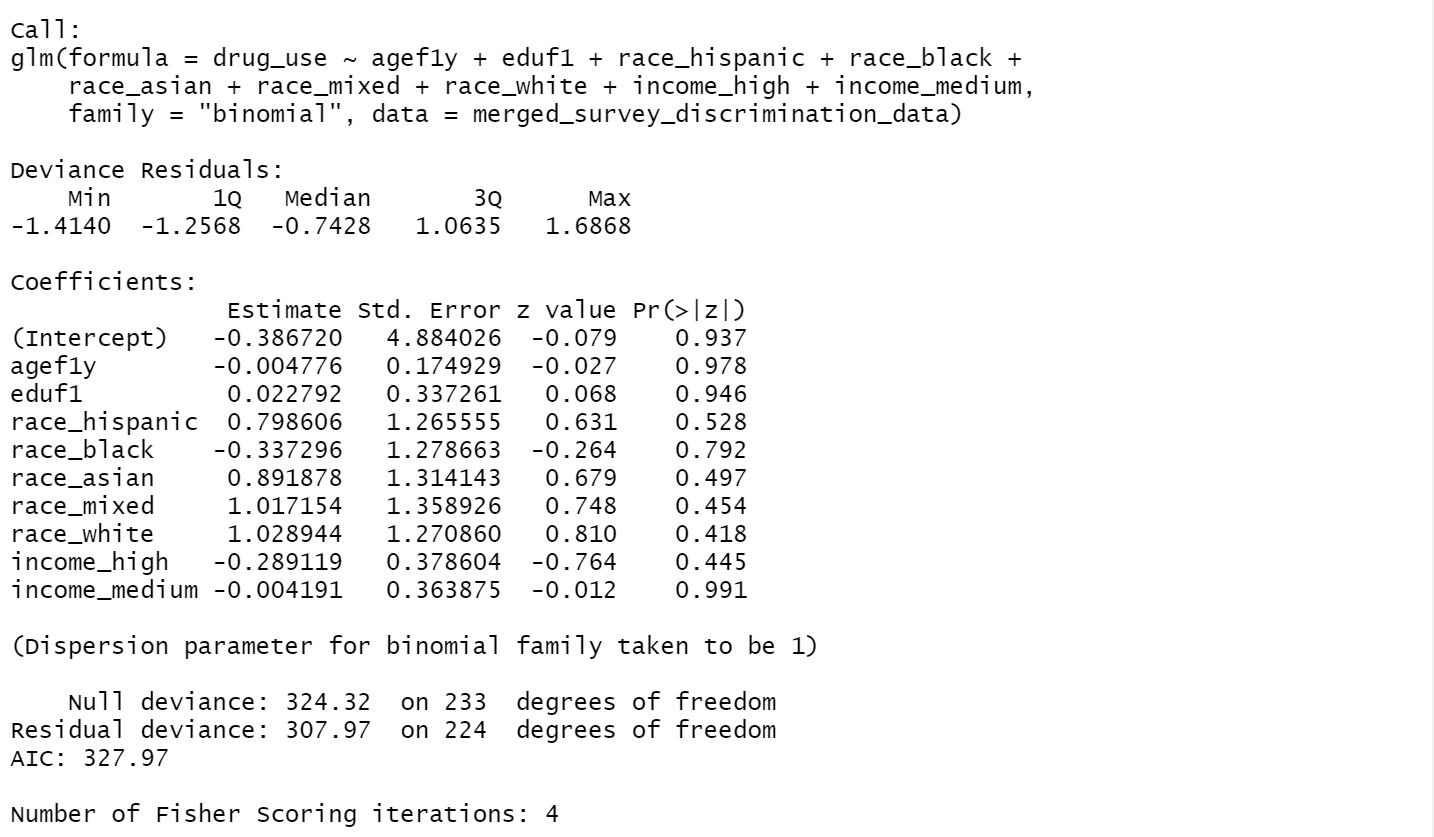 Call:
glm(formula = drug_use ~ agef1y + eduf1 + race_hispanic + race_black +
    race_asian + race_mixed + race_white + income_high + income_medium,
    family = "binomial", data = merged_survey_discrimination_data)

Deviance Residuals:
    Min       1Q   Median       3Q      Max
-1.4140  -1.2568  -0.7428   1.0635   1.6868

Coefficients:
               Estimate Std. Error z value Pr(>|z|)
(Intercept)   -0.386720   4.884026  -0.079    0.937
agef1y        -0.004776   0.174929  -0.027    0.978
eduf1          0.022792   0.337261   0.068    0.946
race_hispanic  0.798606   1.265555   0.631    0.528
race_black    -0.337296   1.278663  -0.264    0.792
race_asian     0.891878   1.314143   0.679    0.497
race_mixed     1.017154   1.358926   0.748    0.454
race_white     1.028944   1.270860   0.810    0.418
income_high   -0.289119   0.378604  -0.764    0.445
income_medium -0.004191   0.363875  -0.012    0.991

(Dispersion parameter for binomial family taken to be 1)

    Null deviance: 324.32  on 233  degrees of freedom
Residual deviance: 307.97  on 224  degrees of freedom
AIC: 327.97

Number of Fisher Scoring iterations: 4